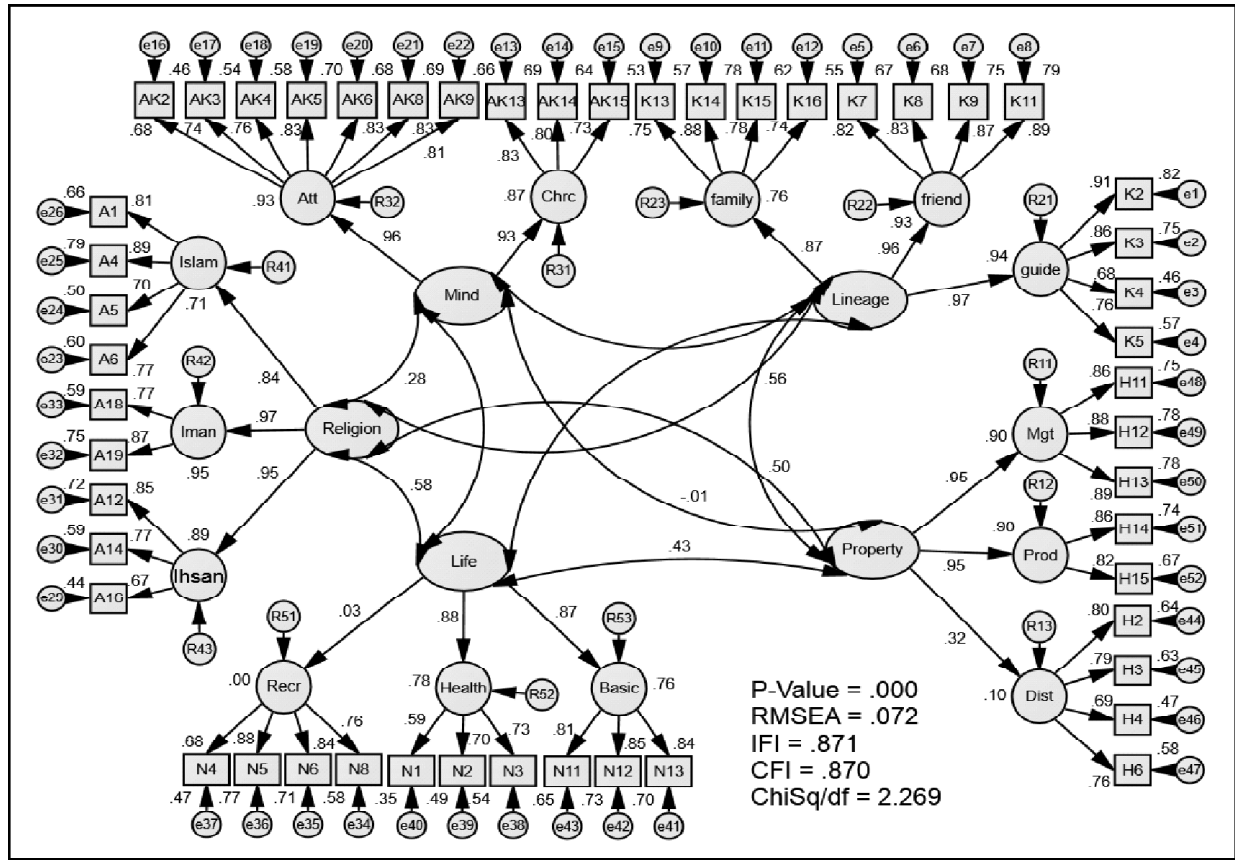 e16 e17 e18 e19 e20 e21 e22 e13 e14 e15 e9 e10 e11 e12 e5 e6 e7 e8
.46 .54 .58 .70 .68 .69 .66 69 64 53 .57 .78 .62 .55 .67 .68 .75 .79
AK2 AK3 AK4 AK5 AK6 AK8 AK9 AK13 AK14 AK15 K13 K14 K15 K16 K7 K8 K9 K11
.68 .74 .76 .83 .83 .83 .81 .83 .80 .73 .75 .88 .78 .74 .82 .83 .87 .89
.93 Att R32 .87 Chrc R31 R23 family .76 R22 friend .93
96 93 .87 .96 .97
R21 guide .94
.91 K2 .82 e1
.86 K3 .75 e2
.68 K4 .46 e3
.76 K5 .57 e4
.66 e26 A1 .81
.79 e25 A4 .89
.50 e24 A5 70
.60 e23 A6 .77
Islam R41 .71
Mind Lineage
.84 .28 .56
R42
.59 e33 A18 .77
.75 e32 A19 .87
Iman .95 .97
Religion
.95 .58 .50 -.01 .43
.72 e31 A12 .85
.59 e30 A14 .77
.44 e29 A16 .67
.89 Ihsan R43
Life Property
R11 Mgt .90
.86 H11 .75 e48
.88 H12 .78 e49
.89 H13 .78 e50
R12 .90 Prod .95
.86 H14 .74 e51
.82 H15 .67 e52
R13 .10 Dist .32
.80 H2 .64 e44
.79 H3 .63 e45
.69 H4 .47 e46
.76 H6 .58 e47
.03 .88 .87
R51 R52 R53
.00 Recr .78 Health Basic .76
.68 .88 .84 .76 .59 .70 .73 .81 .85 .84
N4 N5 N6 N8 N1 N2 N3 N11 N12 N13
.47 .77 .71 .58 .35 .49 .54 .65 .73 .70
e37 e36 e35 e34 e40 e39 e38 e43 e42 e41
P-Value = .000
RMSEA = .072
IFI = .871
CFI = .870
ChiSq/df = 2.269